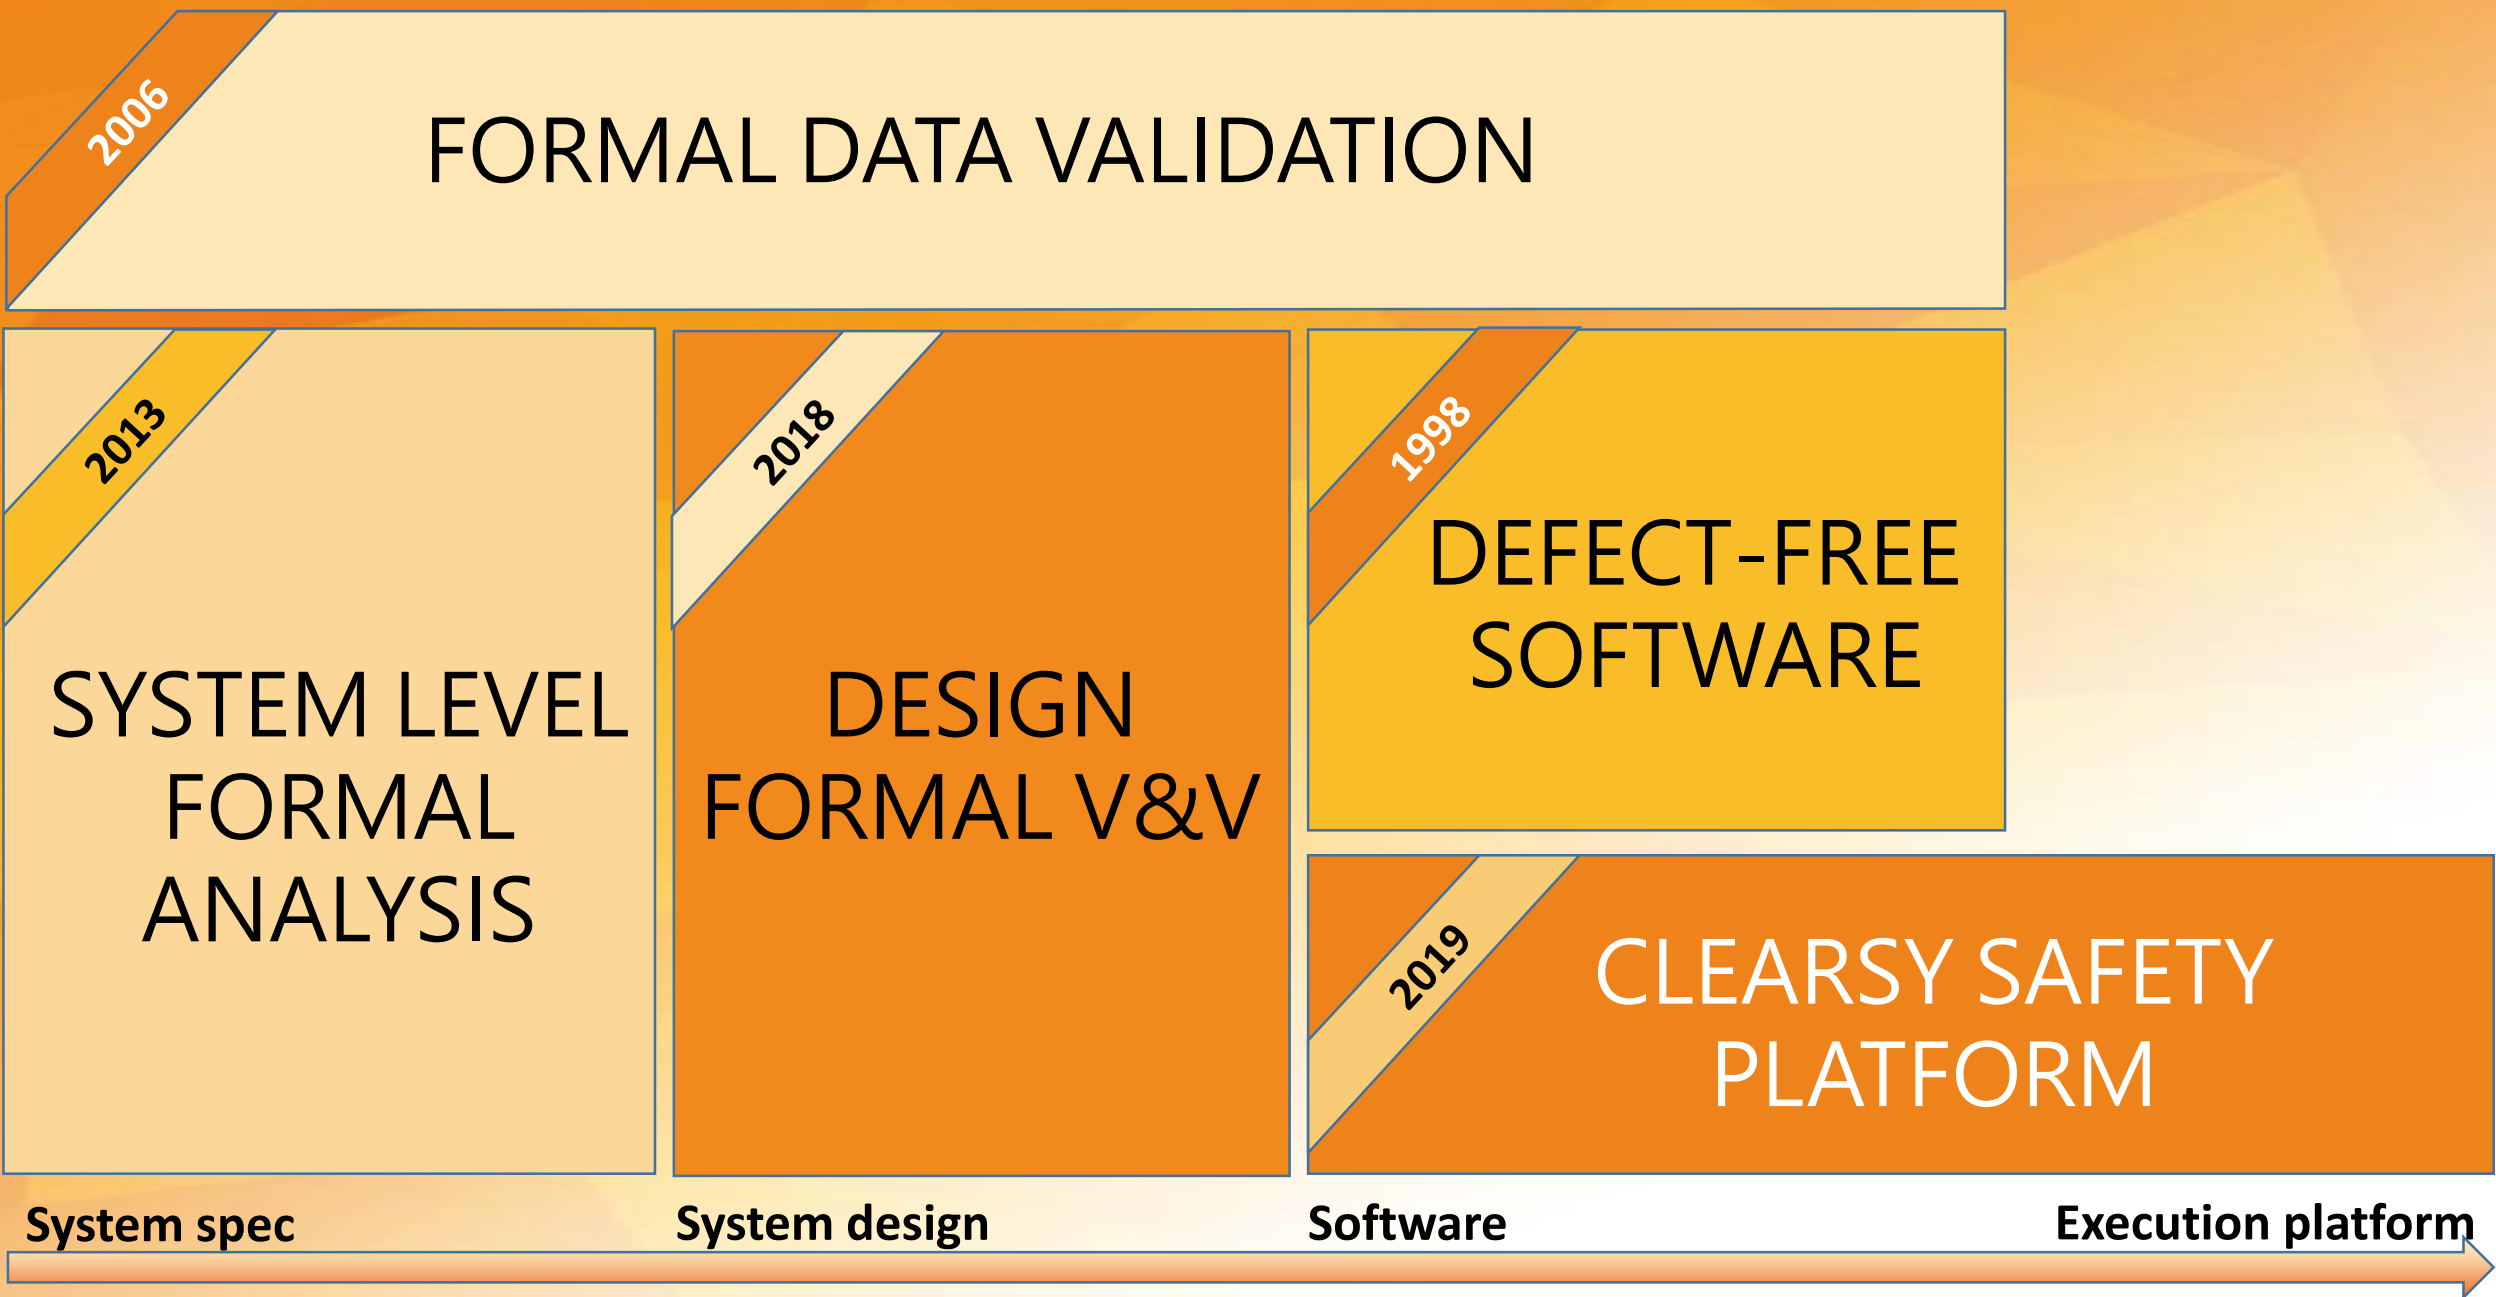 2006
FORMAL DATA VALIDATION
2013
SYSTEM LEVEL
FORMAL
ANALYSIS
2018
DESIGN
FORMAL V&V
1998
DEFECT-FREE
SOFTWARE
2019
CLEARSY SAFETY
PLATFORM
System spec
System design
Software
Execution platform